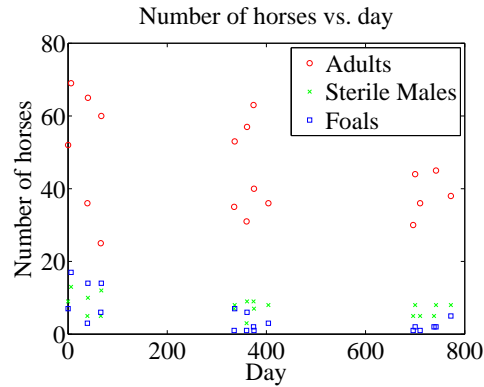 Number of horses vs. day
80
60
40
20
0
Number of horses
Adults
Sterile Males
Foals
0 200 400 600 800
Day